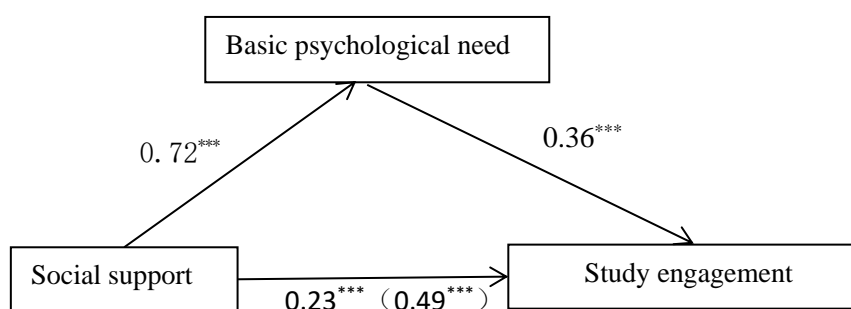 Basic psychological need
0.72***
0.36***
Social support
Study engagement
0.23***（0.49***）